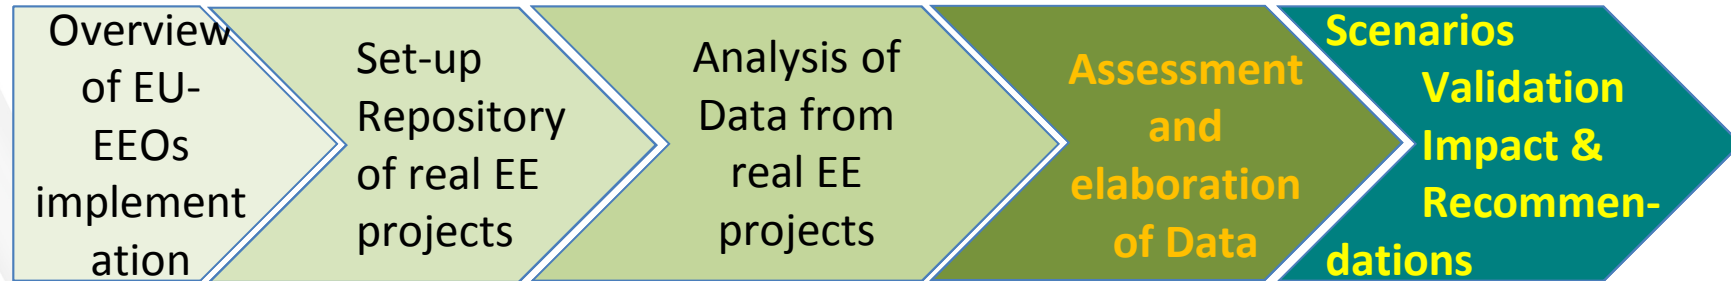 Overview
of EU-
EEOs
implement
ation
Set-up
Repository
of real EE
projects
Analysis of
Data from
real EE
projects
Assessment
and
elaboration
of Data
Scenarios
Validation
Impact &
Recommen-
dations